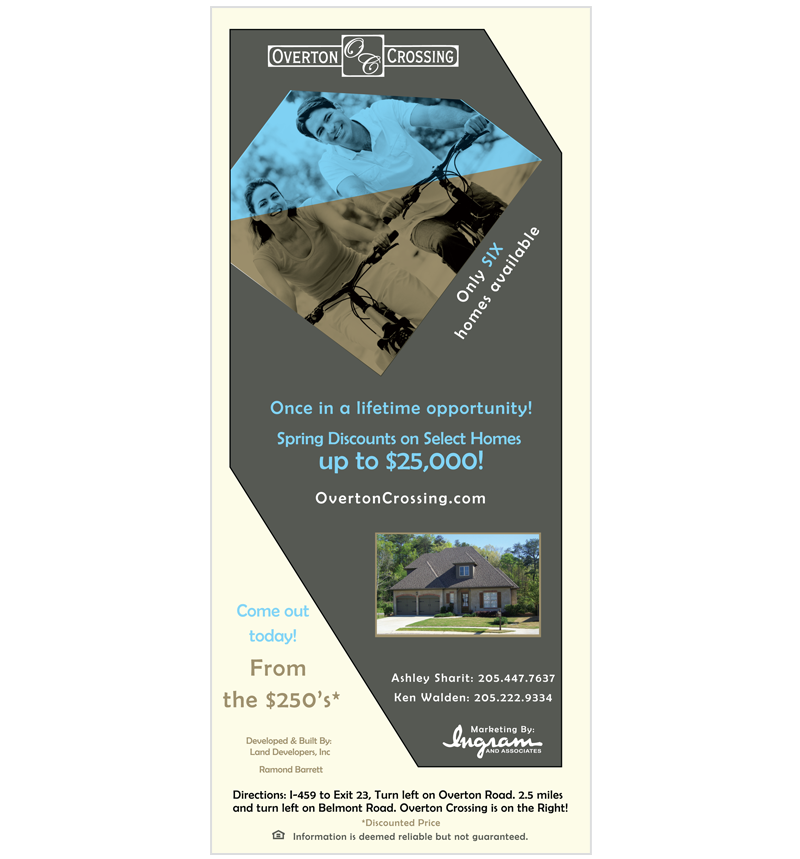 OVERTON OC CROSSING
Only SIX
homes available
Once in a lifetime opportunity!
Spring Discounts on Select Homes
up to $25,000!
OvertonCrossing.com
Come out
today!
From
the $250's*
Ashley Sharit: 205.447.7637
Ken Walden: 205.222.9334
Marketing By:
Ingram
AND ASSOCIATES
Developed & Built By:
Land Developers, Inc
Ramond Barrett
Directions: I-459 to Exit 23, Turn left on Overton Road. 2.5 miles
and turn left on Belmont Road. Overton Crossing is on the Right!
*Discounted Price
Information is deemed reliable but not guaranteed.